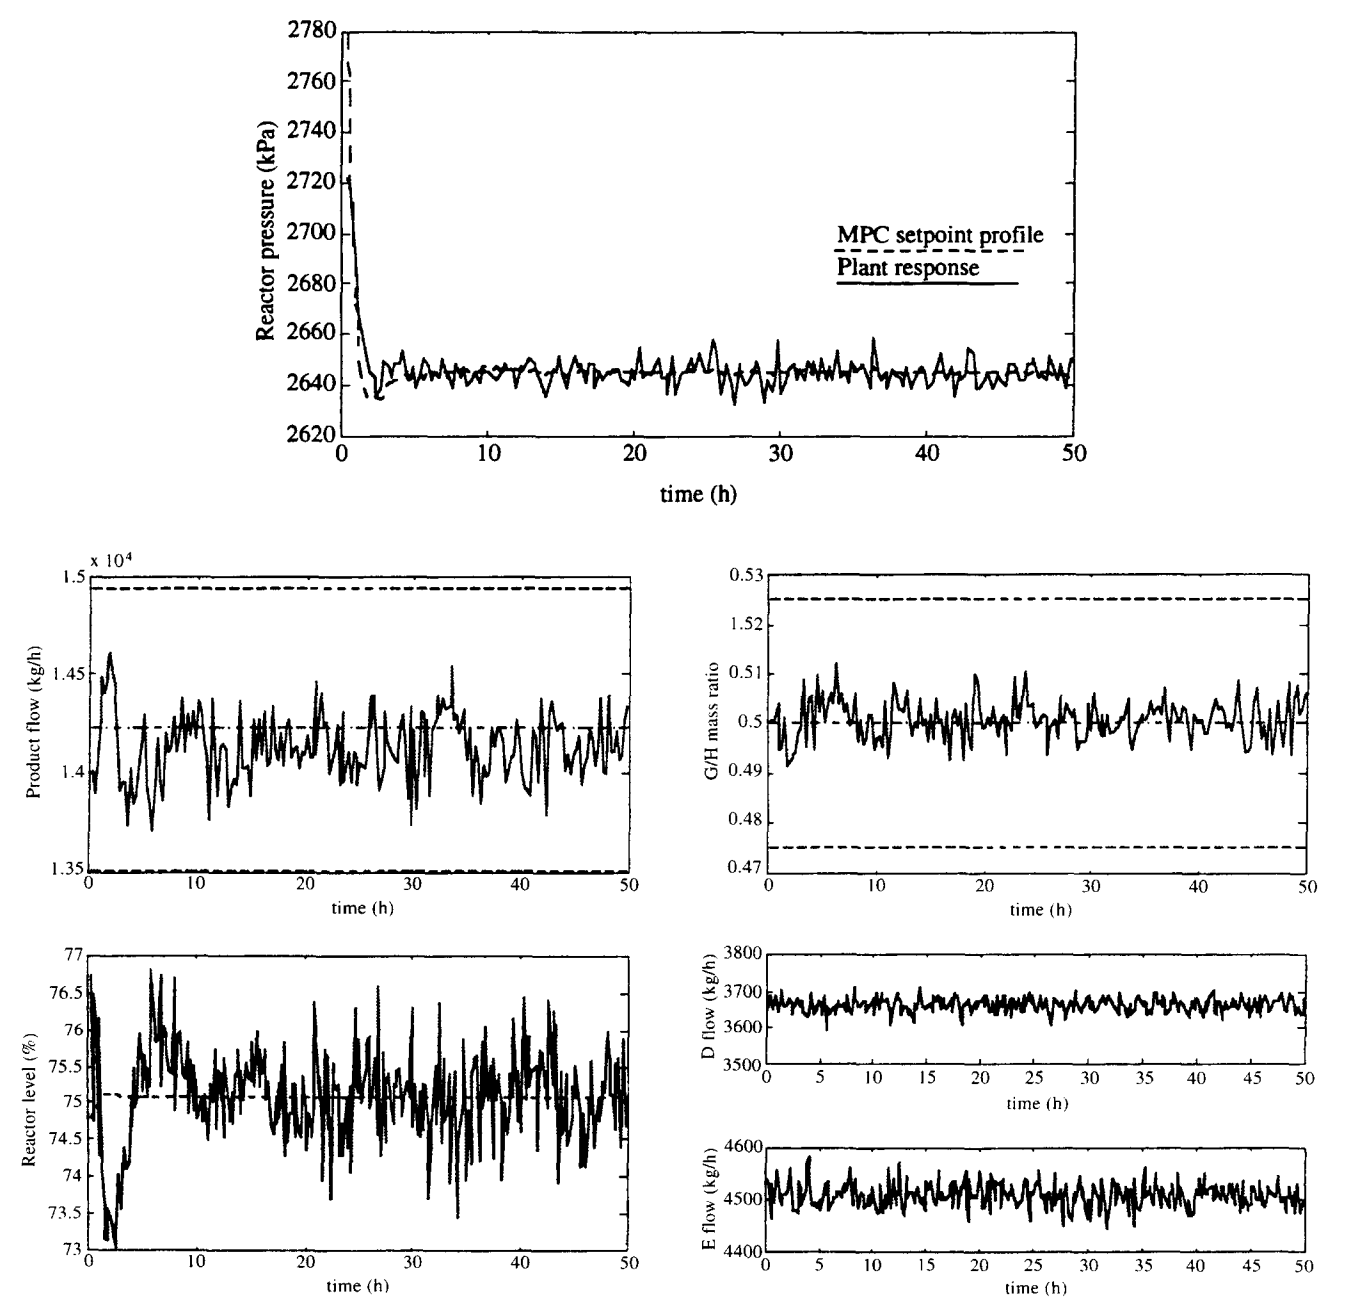 2780
2760
2740
2720
2700
2680
2660
2640
2620
Reactor pressure (kPa)
MPC setpoint profile
Plant response
0 10 20 30 40 50
time (h)
x 10⁴
1.5
1.45
1.4
1.35
Product flow (kg/h)
0 10 20 30 40 50
time (h)
0.53
1.52
0.51
0.5
0.49
0.48
0.47
G/H mass ratio
0 10 20 30 40 50
time (h)
77
76.5
76
75.5
75
74.5
74
73.5
73
Reactor level (%)
0 10 20 30 40 50
time (h)
3800
3700
3600
3500
D flow (kg/h)
0 5 10 15 20 25 30 35 40 45 50
time (h)
4600
4500
4400
E flow (kg/h)
0 5 10 15 20 25 30 35 40 45 50
time (h)